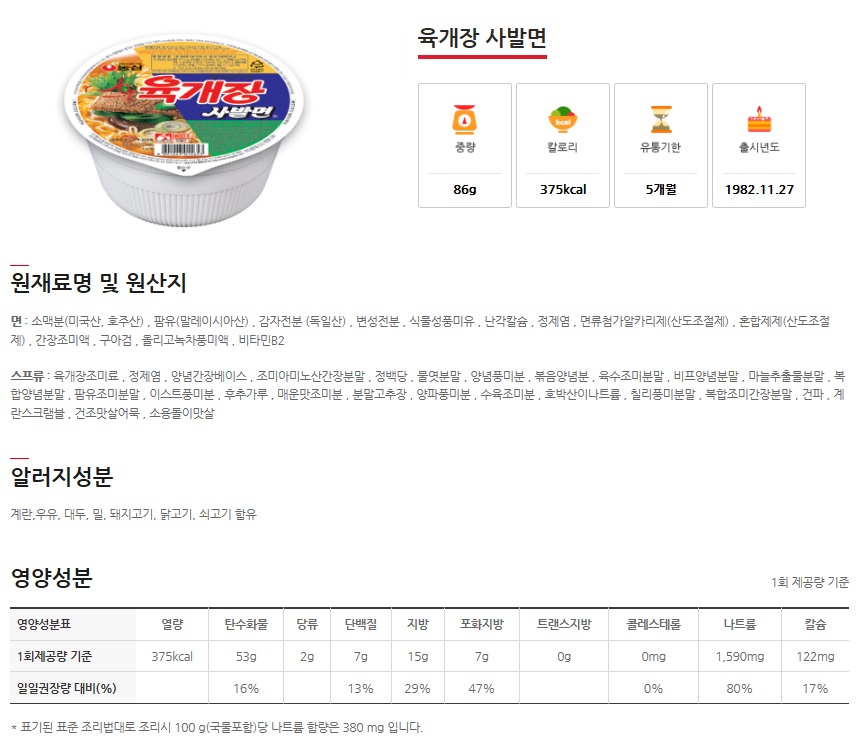 농심
육개장
사발면
육개장 사발면
kcal
중량
칼로리
유통기한
출시년도
86g
375kcal
5개월
1982.11.27
원재료명 및 원산지
면 : 소맥분(미국산, 호주산) , 팜유(말레이시아산) , 감자전분 (독일산) , 변성전분 , 식물성풍미유 , 난각칼슘 , 정제염 , 면류첨가알카리제(산도조절제) , 혼합제제(산도조절
제) , 간장조미액 , 구아검 , 올리고녹차풍미액 , 비타민B2
스프류 : 육개장조미료 , 정제염 , 양념간장베이스 , 조미아미노산간장분말 , 정백당 , 물엿분말 , 양념풍미분 , 볶음양념분 , 육수조미분말 , 비프양념분말 , 마늘추출물분말 , 복
합양념분말 , 팜유조미분말 , 이스트풍미분 , 후추가루 , 매운맛조미분 , 분말고추장 , 양파풍미분 , 수육조미분 , 호박산이나트륨 , 칠리풍미분말 , 복합조미간장분말 , 건파 , 계
란스크램블 , 건조맛살어묵 , 소용돌이맛살
알러지성분
계란,우유, 대두, 밀, 돼지고기, 닭고기, 쇠고기 함유
영양성분
1회 제공량 기준
영양성분표 열량 탄수화물 당류 단백질 지방 포화지방 트랜스지방 콜레스테롤 나트륨 칼슘
1회제공량 기준 375kcal 53g 2g 7g 15g 7g 0g 0mg 1,590mg 122mg
일일권장량 대비(%) 16% 13% 29% 47% 0% 80% 17%
* 표기된 표준 조리법대로 조리시 100 g(국물포함)당 나트륨 함량은 380 mg 입니다.